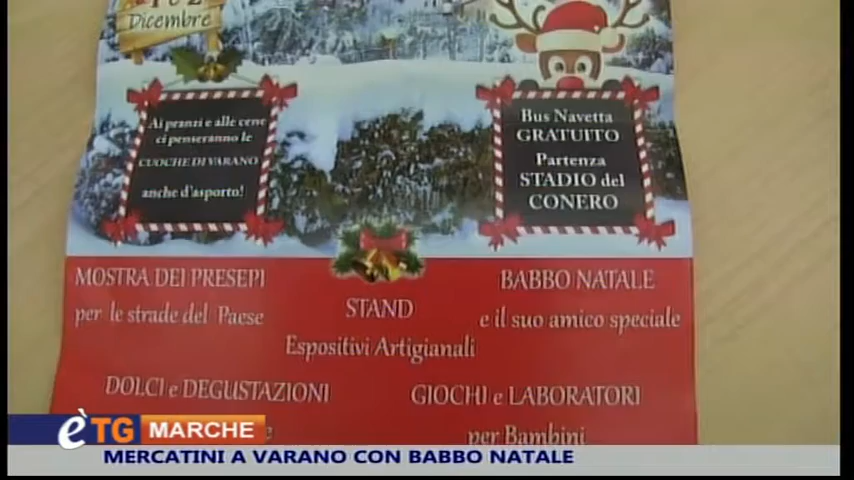 Dicembre
Ai pranzi e alle cene
ci penseranno le
CUOCHE DI VARANO
anche d'asporto!
Bus Navetta
GRATUITO
Partenza
STADIO del
CONERO
MOSTRA DEI PRESEPI
per le strade del Paese
STAND
Espositivi Artigianali
BABBO NATALE
e il suo amico speciale
DOLCI e DEGUSTAZIONI
GIOCHI e LABORATORI
per Bambini
èTG MARCHE
MERCATINI A VARANO CON BABBO NATALE